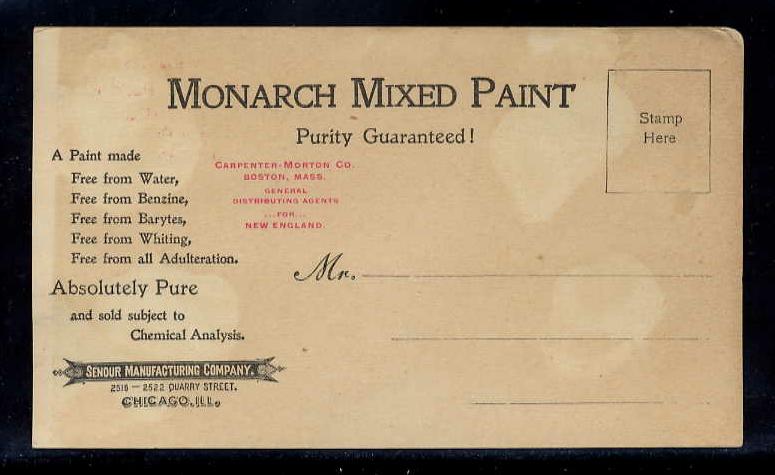 MONARCH MIXED PAINT
Purity Guaranteed!
Stamp
Here
A Paint made
Free from Water,
Free from Benzine,
Free from Barytes,
Free from Whiting,
Free from all Adulteration.
Absolutely Pure
and sold subject to
Chemical Analysis.
CARPENTER-MORTON CO.
BOSTON, MASS.
GENERAL
DISTRIBUTING AGENTS
...FOR...
NEW ENGLAND.
Mr.
SENOUR MANUFACTURING COMPANY.
2516 — 2522 QUARRY STREET.
CHICAGO, ILL.